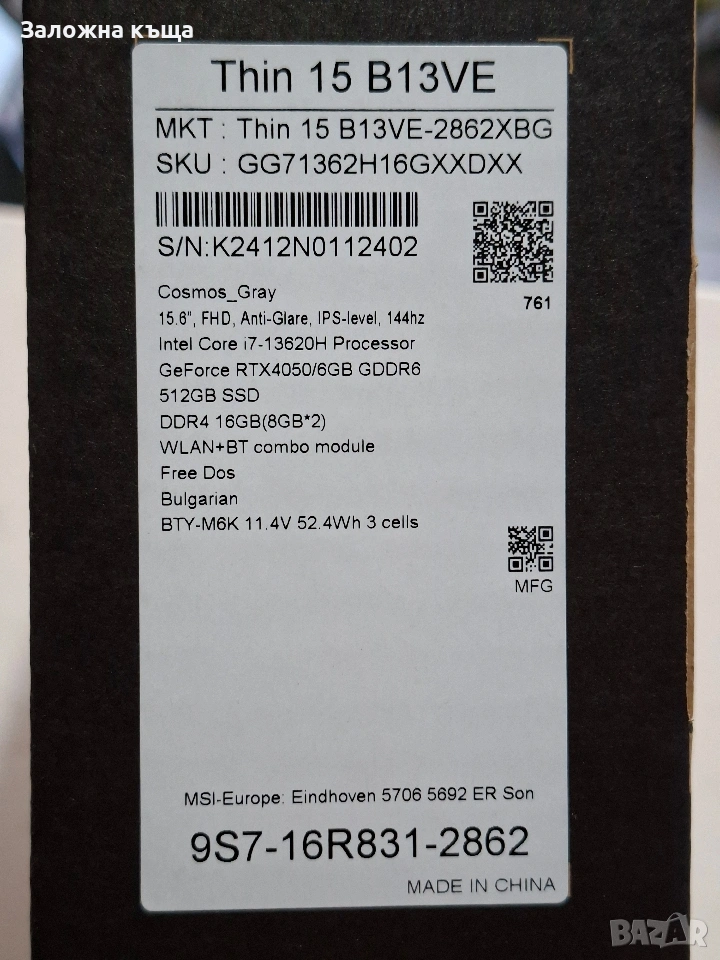 Заложна къща
Thin 15 B13VE
MKT : Thin 15 B13VE-2862XBG
SKU : GG71362H16GXXDXX
S/N:K2412N0112402
761
Cosmos_Gray
15.6", FHD, Anti-Glare, IPS-level, 144hz
Intel Core i7-13620H Processor
GeForce RTX4050/6GB GDDR6
512GB SSD
DDR4 16GB(8GB*2)
WLAN+BT combo module
Free Dos
Bulgarian
BTY-M6K 11.4V 52.4Wh 3 cells
MFG
MSI-Europe: Eindhoven 5706 5692 ER Son
9S7-16R831-2862
MADE IN CHINA
BAZAR